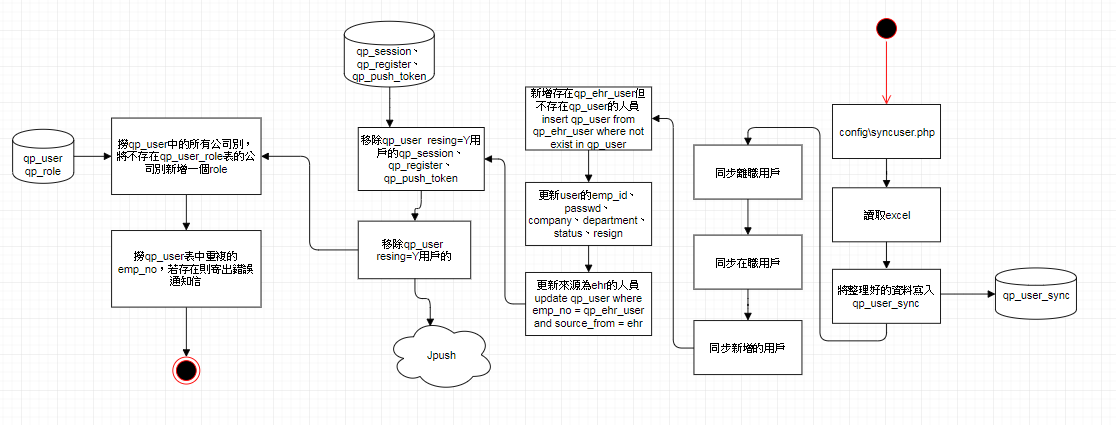 qp_session、
qp_register、
qp_push_token
qp_user
qp_role
撈qp_user中的所有公司別，
將不存在qp_user_role表的公
司別新增一個role
撈qp_user表中重複的
emp_no，若存在則寄出錯誤
通知信
移除qp_user resing=Y用
戶的qp_session、
qp_register、
qp_push_token
移除qp_user
resing=Y用戶的
Jpush
新增存在qp_ehr_user但
不存在qp_user的人員
insert qp_user from
qp_ehr_user where not
exist in qp_user
更新user的emp_id、
passwd、
company、department、
status、resign
更新來源為ehr的人員
update qp_user where
emp_no = qp_ehr_user
and source_from = ehr
同步離職用戶
同步在職用戶
同步新增的用戶
config\syncuser.php
讀取excel
將整理好的資料寫入
qp_user_sync
qp_user_sync